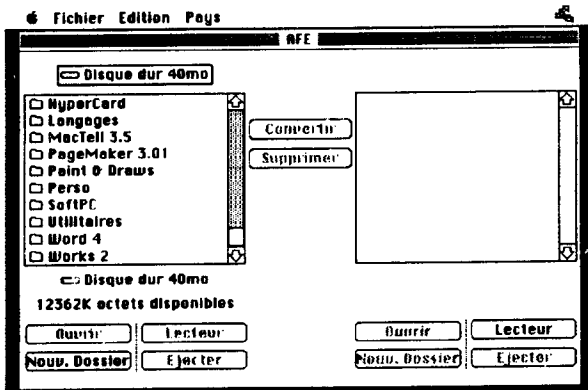 Fichier Edition Pays
AFE
Disque dur 40mo
HyperCard
Langages
MacTell 3.5
PageMaker 3.01
Paint & Draws
Perso
SoftPC
Utilitaires
Word 4
Works 2
Convertir
Supprimer
Disque dur 40mo
12362K octets disponibles
Ouvrir Lecteur
Nouv. Dossier Ejecter
Ouvrir Lecteur
Nouv. Dossier Ejecter